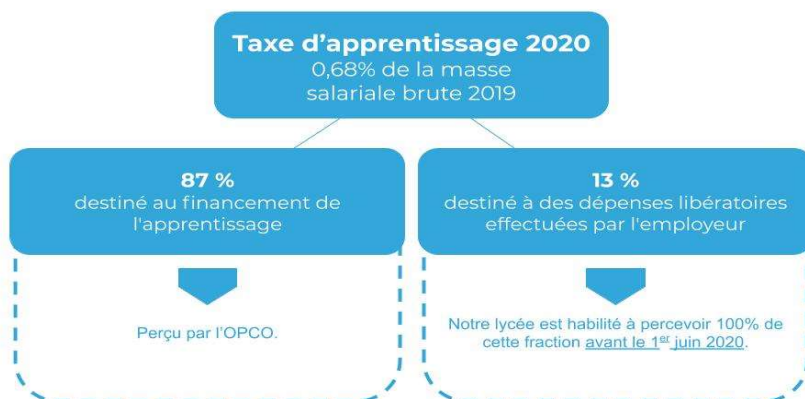 Taxe d'apprentissage 2020
0,68% de la masse
salariale brute 2019
87 %
destiné au financement de
l'apprentissage
13 %
destiné à des dépenses libératoires
effectuées par l'employeur
Perçu par l'OPCO.
Notre lycée est habilité à percevoir 100% de
cette fraction avant le 1er juin 2020.